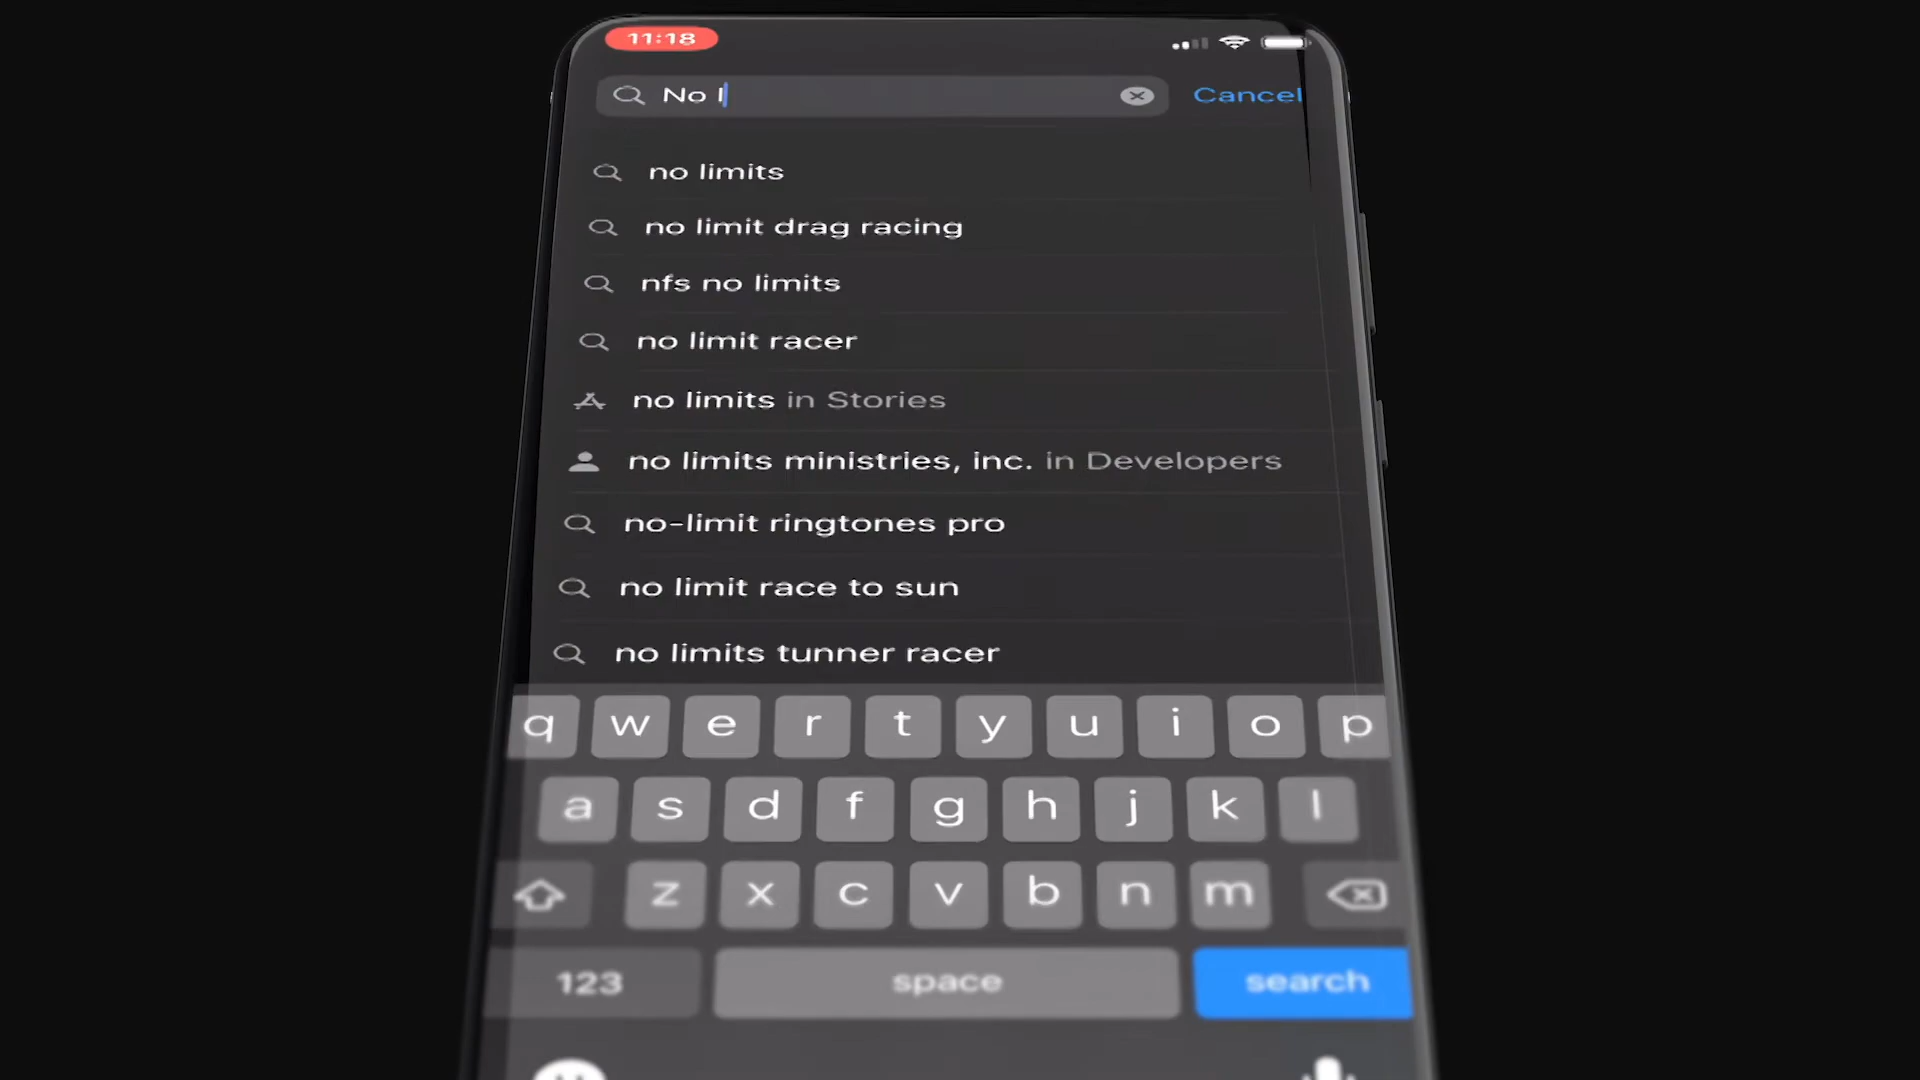 11:18
No l
Cancel
no limits
no limit drag racing
nfs no limits
no limit racer
no limits in Stories
no limits ministries, inc. in Developers
no-limit ringtones pro
no limit race to sun
no limits tunner racer
q w e r t y u i o p
a s d f g h j k l
z x c v b n m
123 space search